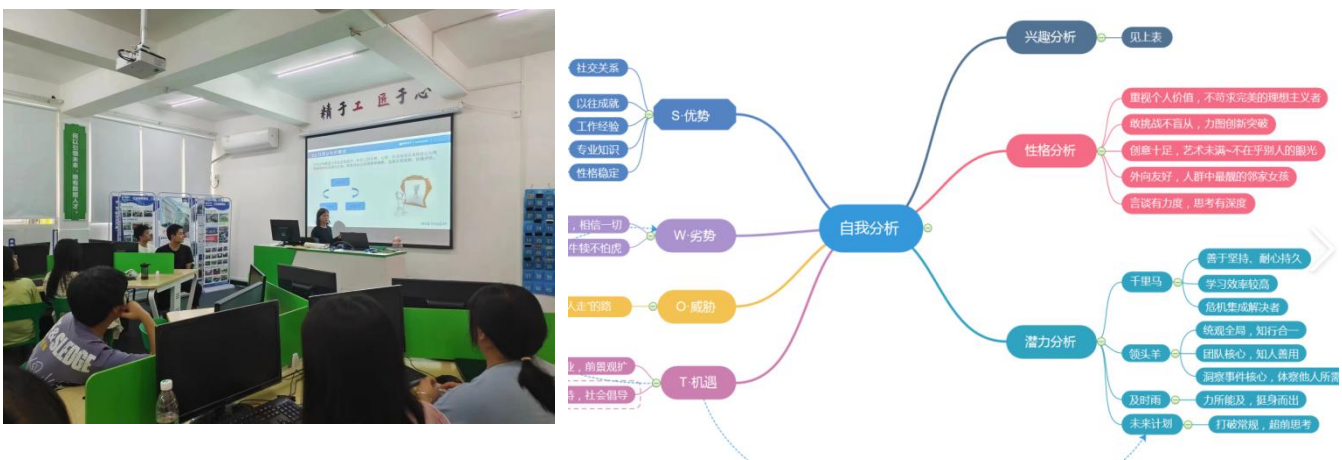 精于工 匠于心
自我分析
S-优势
社交关系
以往成就
工作经验
专业知识
性格稳定
W-劣势
，相信一切
牛犊不怕虎
O-威胁
人走"的路
T-机遇
业，前景观扩
持，社会倡导
兴趣分析
见上表
性格分析
重视个人价值，不苛求完美的理想主义者
敢挑战不盲从，力图创新突破
创意十足，艺术未满~不在乎别人的眼光
外向友好，人群中最靓的邻家女孩
言谈有力度，思考有深度
潜力分析
千里马
善于坚持、耐心持久
学习效率较高
危机集成解决者
领头羊
统观全局，知行合一
团队核心，知人善用
洞察事件核心，体察他人所需
及时雨
力所能及，挺身而出
未来计划
打破常规，超前思考
& SLEDGE